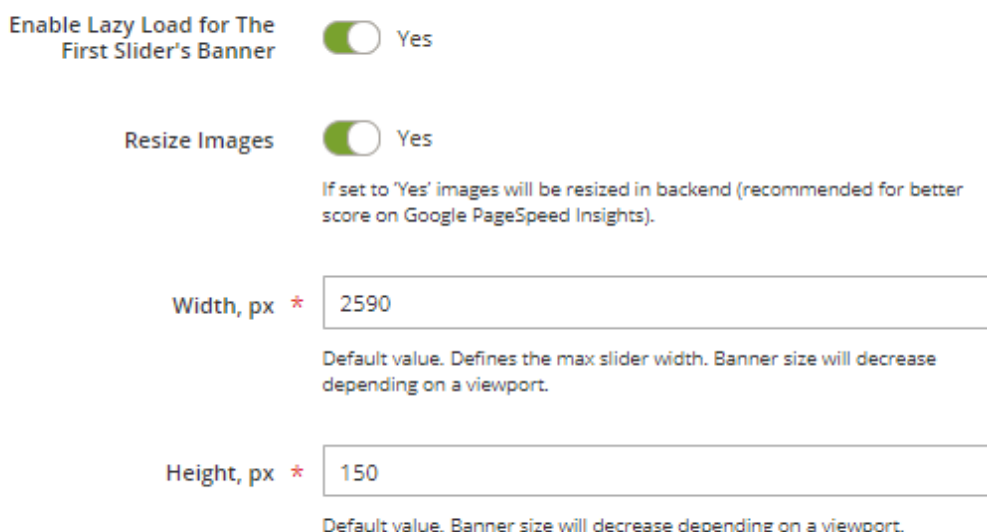 Enable Lazy Load for The
First Slider's Banner
Yes
Resize Images
Yes
If set to 'Yes' images will be resized in backend (recommended for better
score on Google PageSpeed Insights).
Width, px *
2590
Default value. Defines the max slider width. Banner size will decrease
depending on a viewport.
Height, px *
150
Default value. Banner size will decrease depending on a viewport.